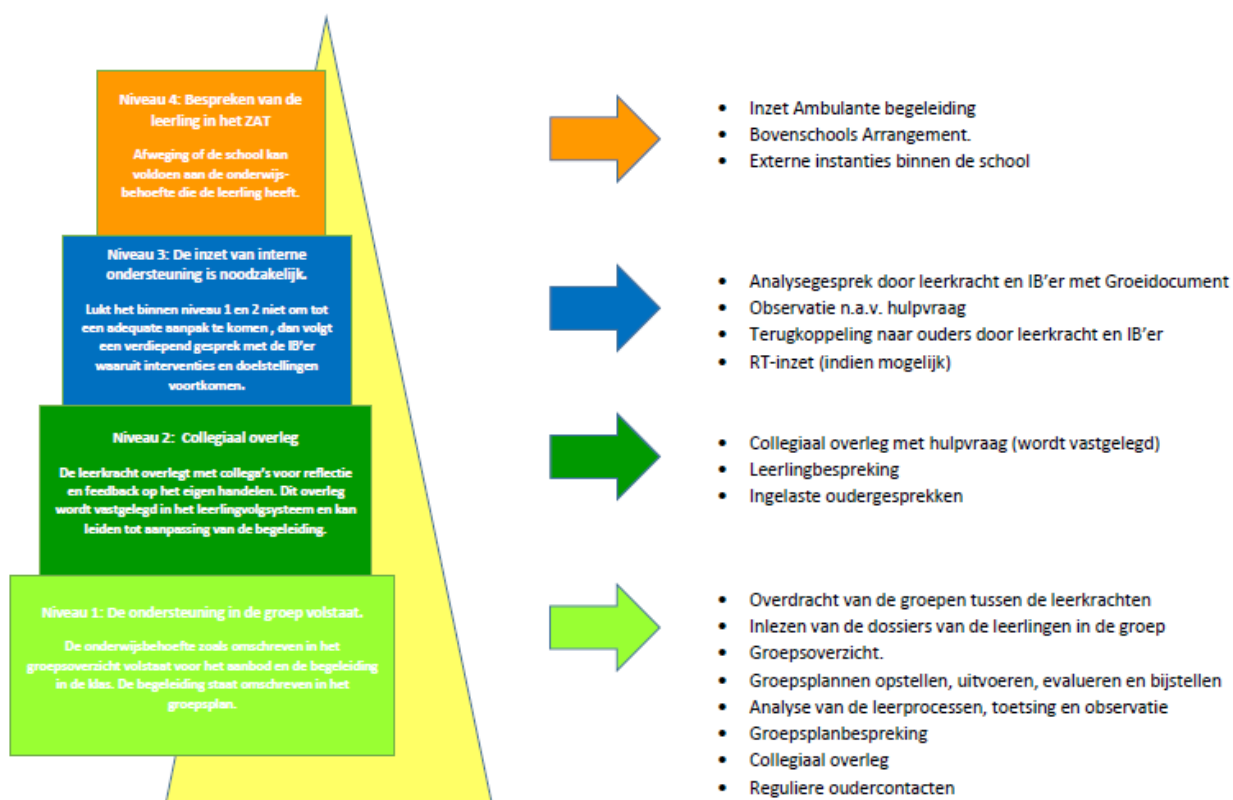 Niveau 4: Bespreken van de
leerling in het ZAT
Afweging of de school kan
voldoen aan de onderwijs-
behoefte die de leerling heeft.
• Inzet Ambulante begeleiding
• Bovenschools Arrangement.
• Externe instanties binnen de school
Niveau 3: De inzet van interne
ondersteuning is noodzakelijk.
Lukt het binnen niveau 1 en 2 niet om tot
een adequate aanpak te komen , dan volgt
een verdiepend gesprek met de IB'er
waaruit interventies en doelstellingen
voortkomen.
• Analysegesprek door leerkracht en IB'er met Groeidocument
• Observatie n.a.v. hulpvraag
• Terugkoppeling naar ouders door leerkracht en IB'er
• RT-inzet (indien mogelijk)
Niveau 2: Collegiaal overleg
De leerkracht overlegt met collega's voor reflectie
en feedback op het eigen handelen. Dit overleg
wordt vastgelegd in het leerlingvolgsysteem en kan
leiden tot aanpassing van de begeleiding.
• Collegiaal overleg met hulpvraag (wordt vastgelegd)
• Leerlingbespreking
• Ingelaste oudergesprekken
Niveau 1: De ondersteuning in de groep volstaat.
De onderwijsbehoefte zoals omschreven in het
groepsoverzicht volstaat voor het aanbod en de begeleiding
in de klas. De begeleiding staat omschreven in het
groepsplan.
• Overdracht van de groepen tussen de leerkrachten
• Inlezen van de dossiers van de leerlingen in de groep
• Groepsoverzicht.
• Groepsplannen opstellen, uitvoeren, evalueren en bijstellen
• Analyse van de leerprocessen, toetsing en observatie
• Groepsplanbespreking
• Collegiaal overleg
• Reguliere oudercontacten